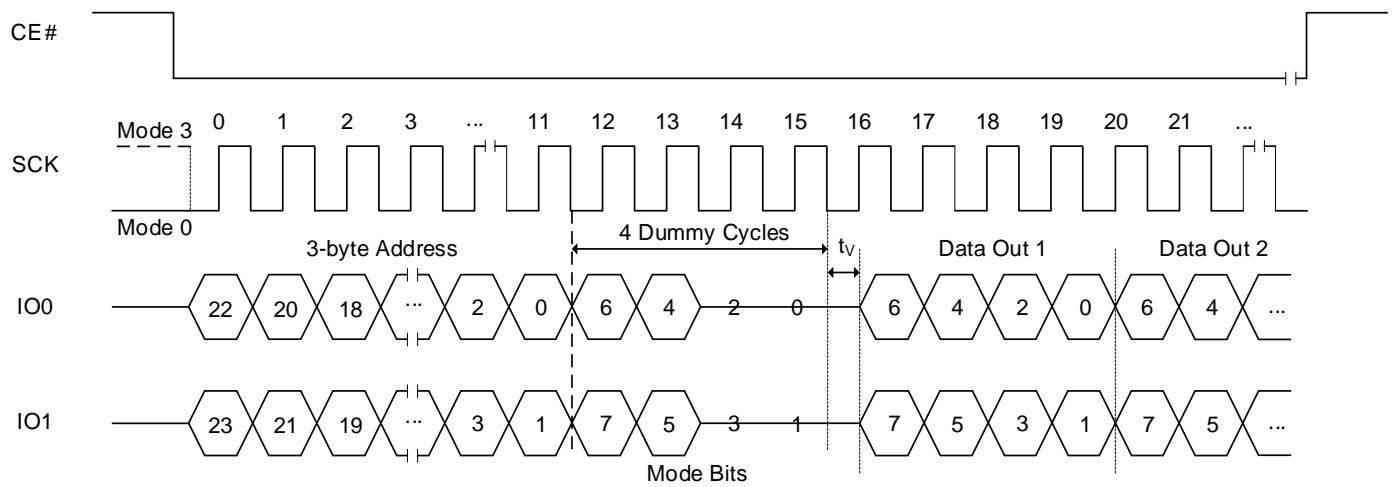 CE#
Mode 3 0 1 2 3 ... 11 12 13 14 15 16 17 18 19 20 21 ...
SCK
Mode 0
3-byte Address 4 Dummy Cycles tV Data Out 1 Data Out 2
IO0 22 20 18 ... 2 0 6 4 2 0 6 4 2 0 6 4 ...
IO1 23 21 19 ... 3 1 7 5 3 1 7 5 3 1 7 5 ...
Mode Bits